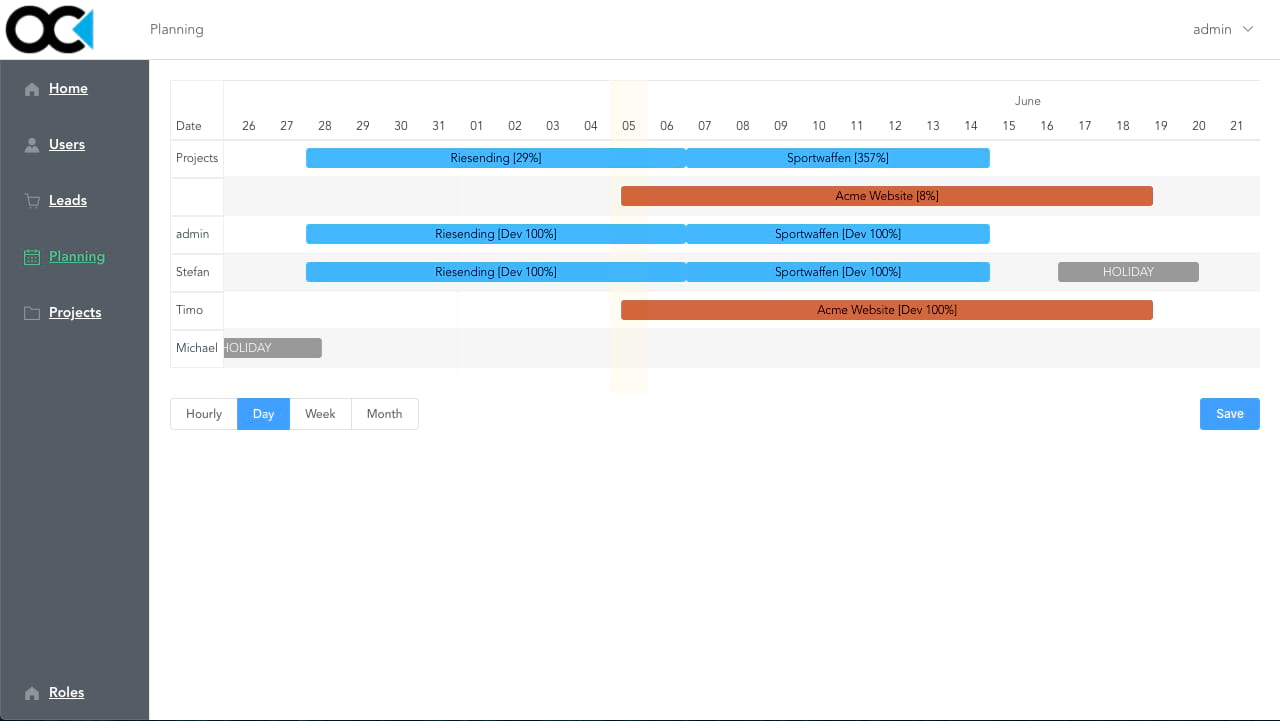 OC
Planning
admin
Home
Users
Leads
Planning
Projects
Roles
June
Date 26 27 28 29 30 31 01 02 03 04 05 06 07 08 09 10 11 12 13 14 15 16 17 18 19 20 21
Projects Riesending [29%] Sportwaffen [357%]
Acme Website [8%]
admin Riesending [Dev 100%] Sportwaffen [Dev 100%]
Stefan Riesending [Dev 100%] Sportwaffen [Dev 100%] HOLIDAY
Timo Acme Website [Dev 100%]
Michael HOLIDAY
Hourly Day Week Month Save